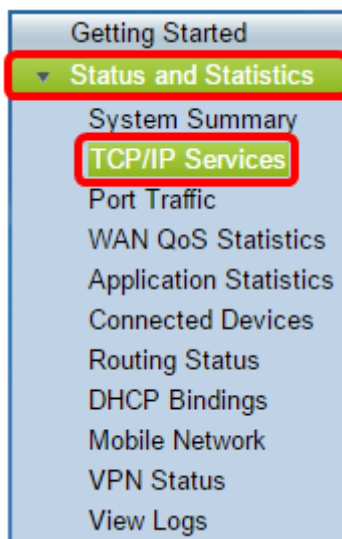 Getting Started
Status and Statistics
System Summary
TCP/IP Services
Port Traffic
WAN QoS Statistics
Application Statistics
Connected Devices
Routing Status
DHCP Bindings
Mobile Network
VPN Status
View Logs